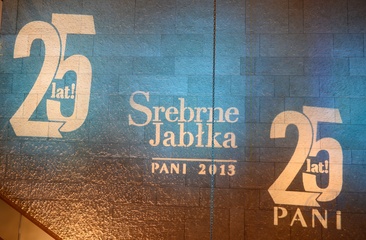 25
lat!
Srebrne
Jabłka
PANI 2013
25
lat!
PANI